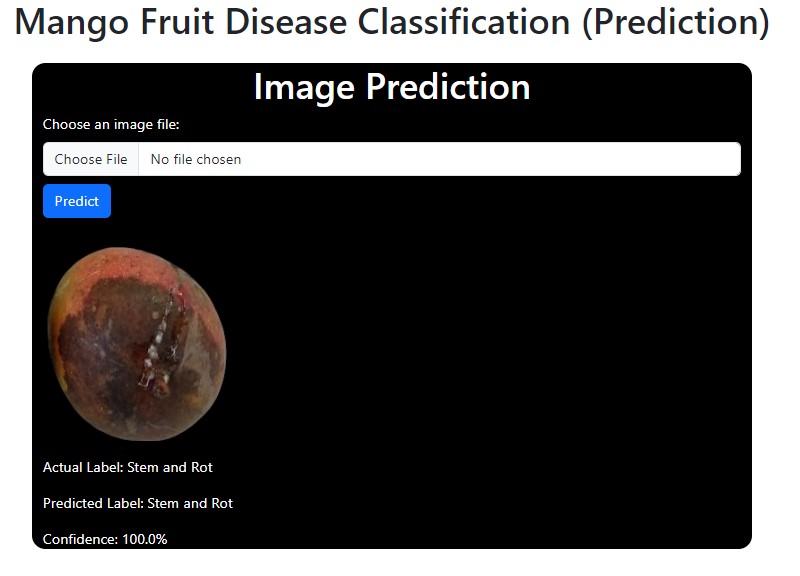 Mango Fruit Disease Classification (Prediction)
Image Prediction
Choose an image file:
Choose File No file chosen
Predict
Actual Label: Stem and Rot
Predicted Label: Stem and Rot
Confidence: 100.0%